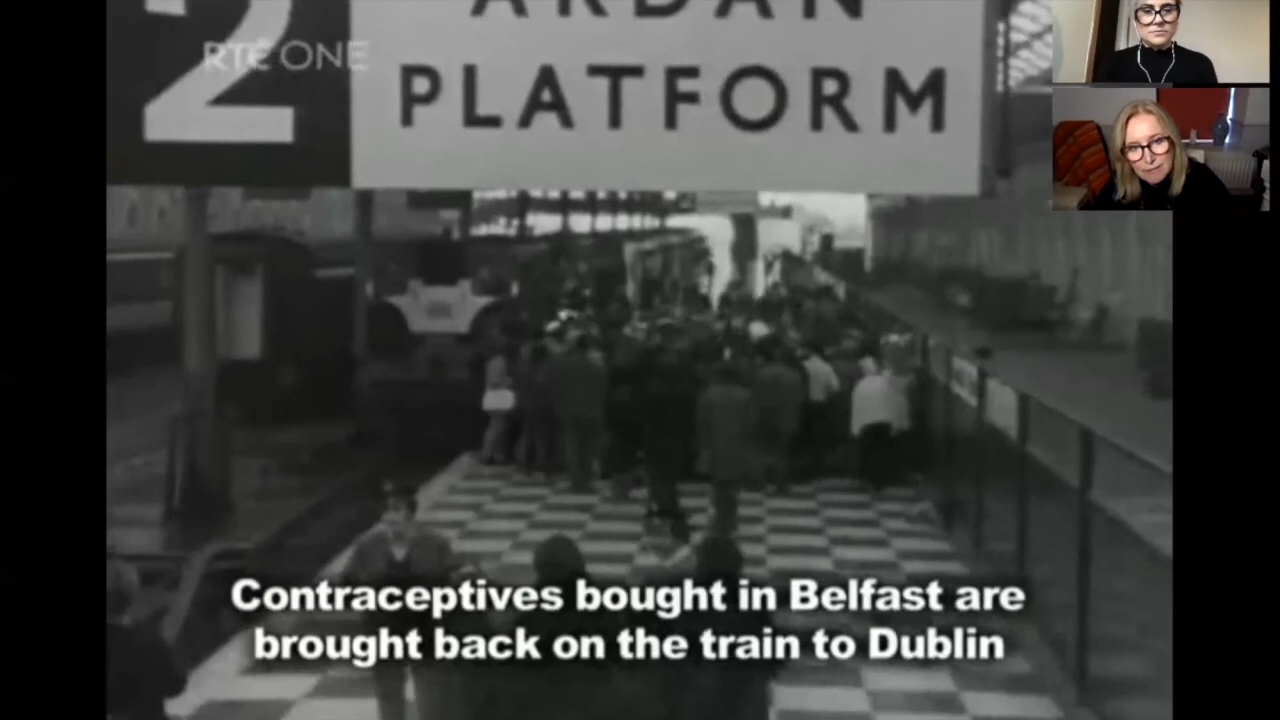 2
ARDAN
RTÉ ONE
PLATFORM
Contraceptives bought in Belfast are
brought back on the train to Dublin